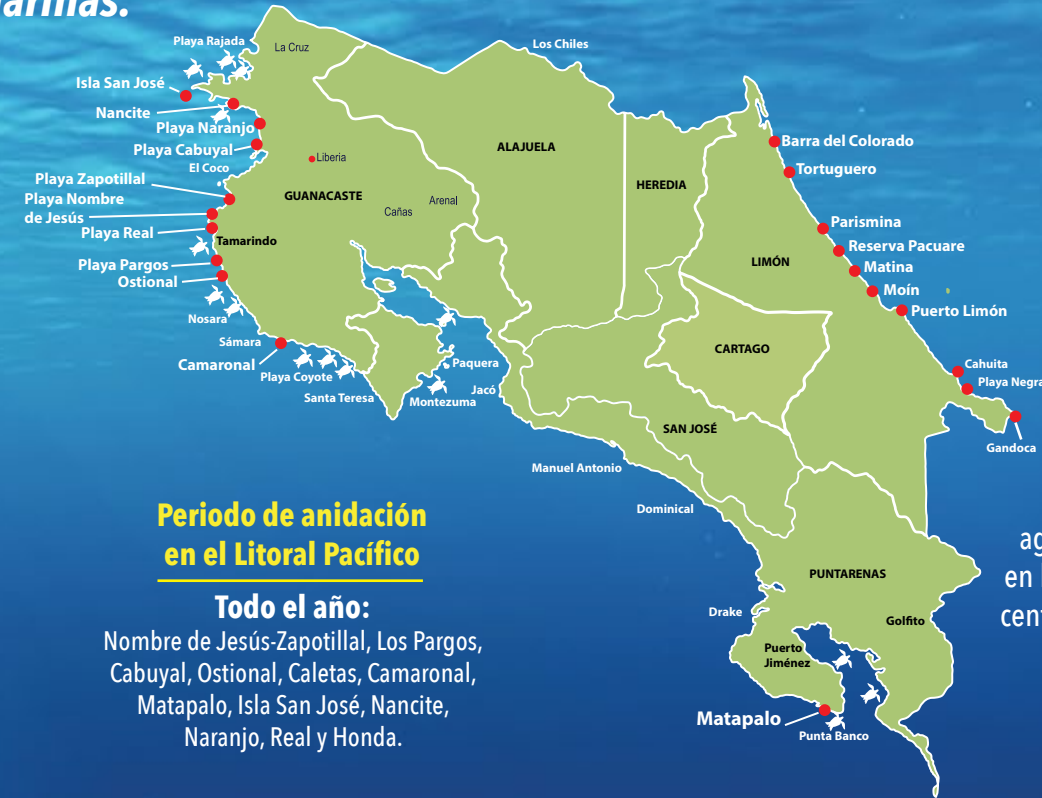 Playa Rajada
La Cruz
Los Chiles
Isla San José
Nancite
Playa Naranjo
Playa Cabuyal
El Coco
Liberia
Playa Zapotillal
Playa Nombre
de Jesús
Playa Real
Tamarindo
Playa Pargos
Ostional
Nosara
Sámara
Camaronal
Playa Coyote
Santa Teresa
Montezuma
Paquera
Jacó
GUANACASTE
Cañas
Arenal
ALAJUELA
HEREDIA
LIMÓN
CARTAGO
SAN JOSÉ
Barra del Colorado
Tortuguero
Parismina
Reserva Pacuare
Matina
Moín
Puerto Limón
Cahuita
Playa Negra
Gandoca
Manuel Antonio
Dominical
PUNTARENAS
Drake
Golfito
Puerto
Jiménez
Matapalo
Punta Banco
Periodo de anidación
en el Litoral Pacífico
Todo el año:
Nombre de Jesús-Zapotillal, Los Pargos,
Cabuyal, Ostional, Caletas, Camaronal,
Matapalo, Isla San José, Nancite,
Naranjo, Real y Honda.